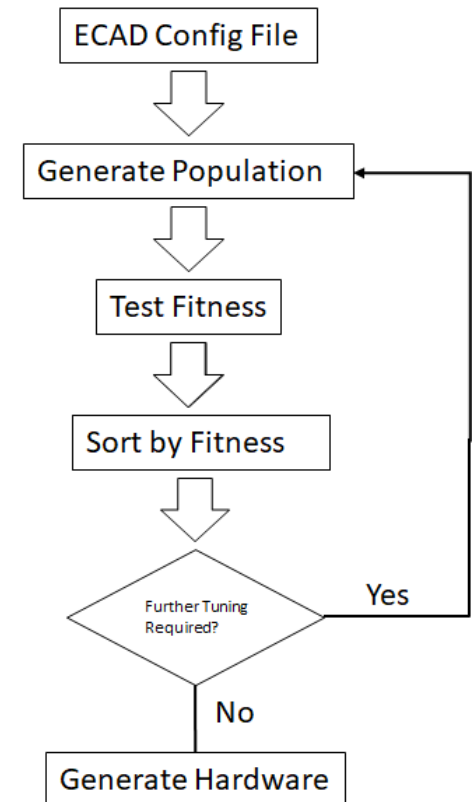 ECAD Config File
Generate Population
Test Fitness
Sort by Fitness
Further Tuning
Required?
Yes
No
Generate Hardware